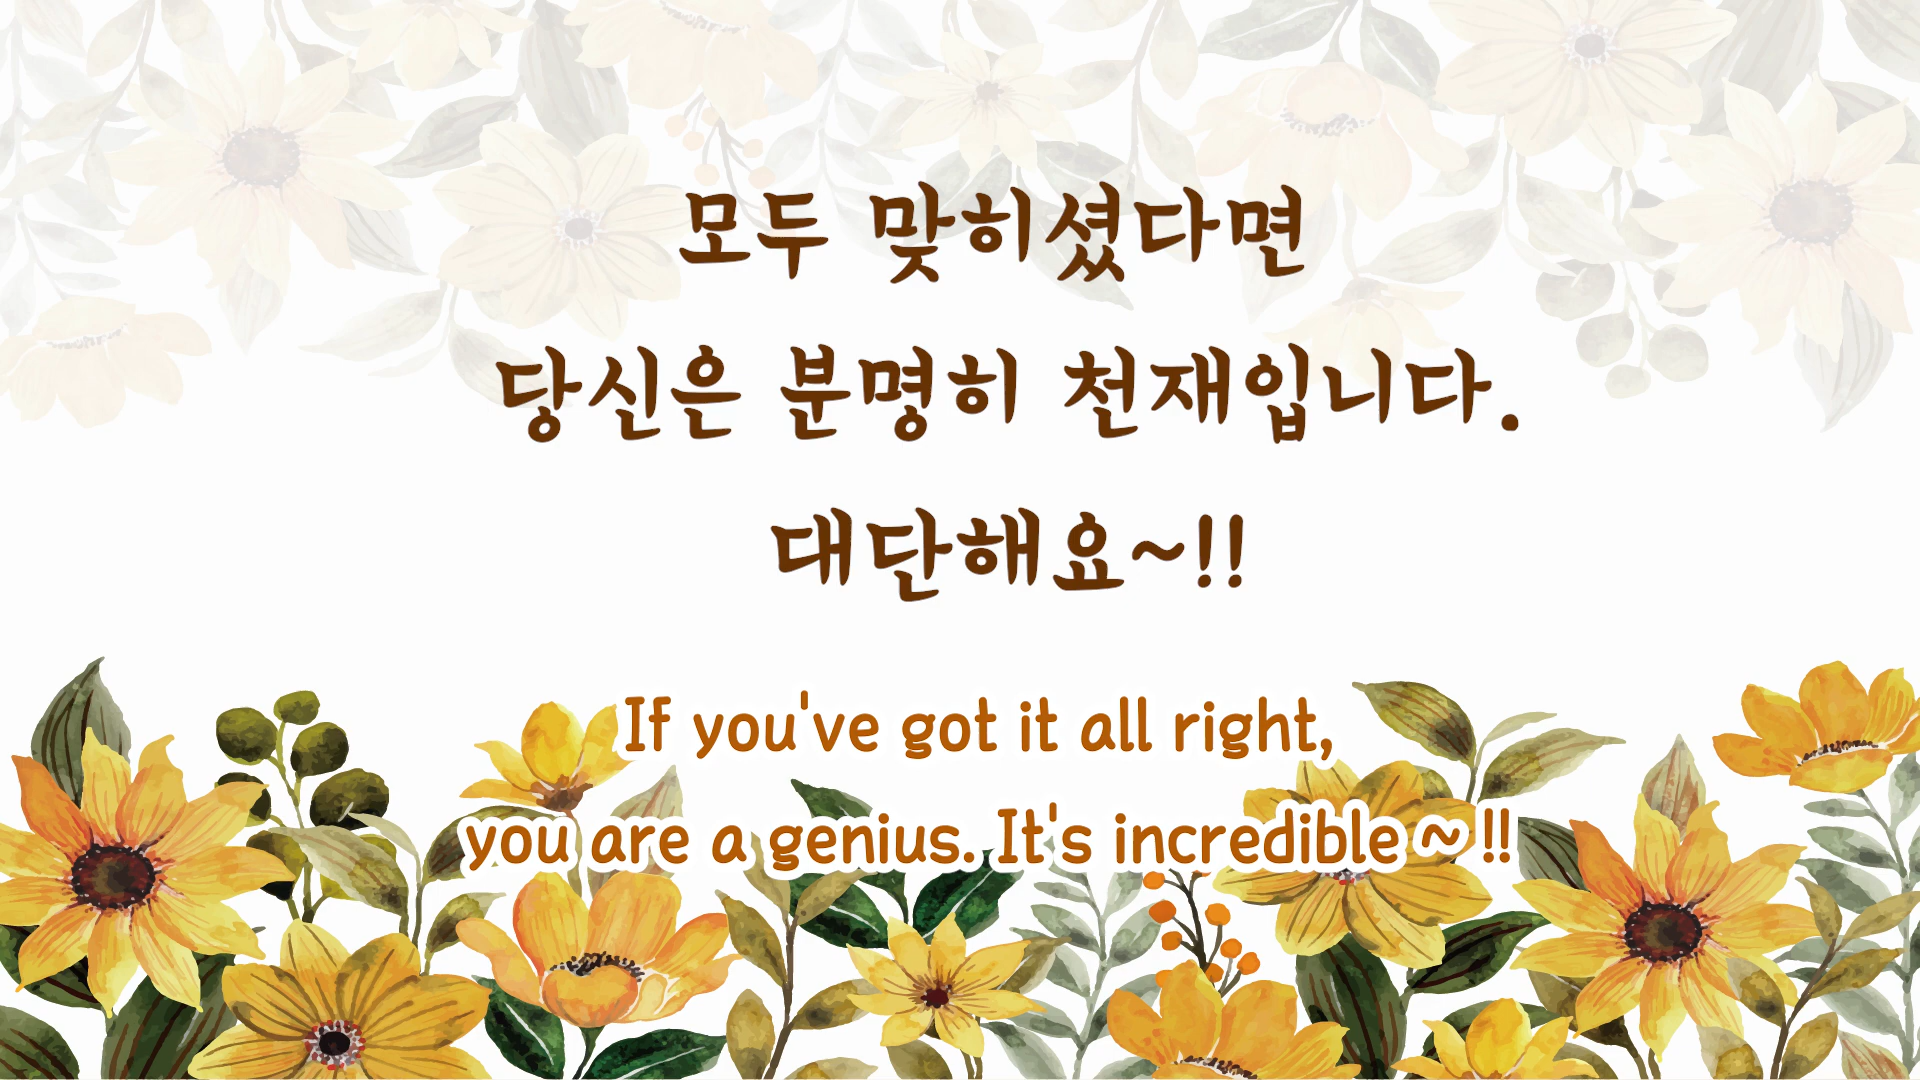 모두 맞히셨다면
당신은 분명히 천재입니다.
대단해요~!!
If you've got it all right,
you are a genius. It's incredible~!!